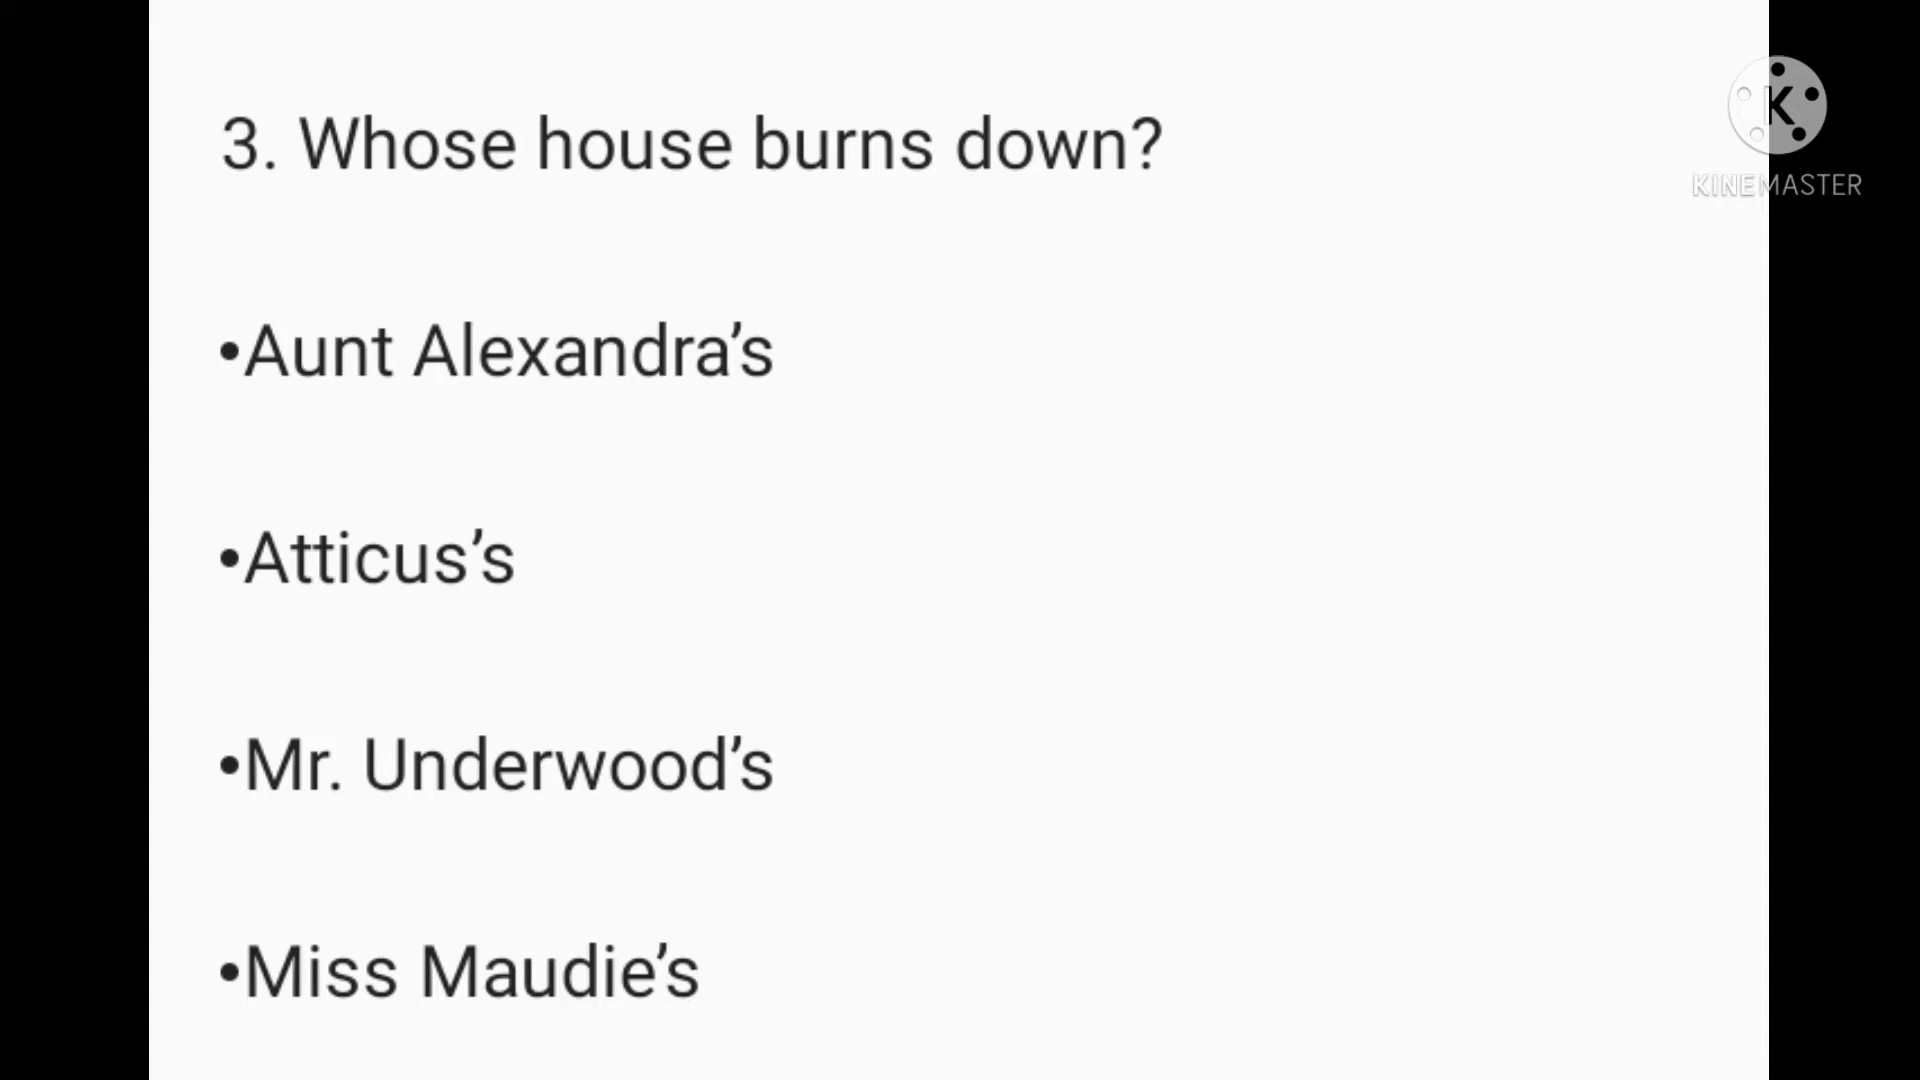 3. Whose house burns down?
•Aunt Alexandra’s
•Atticus’s
•Mr. Underwood’s
•Miss Maudie’s
K
KINEMASTER